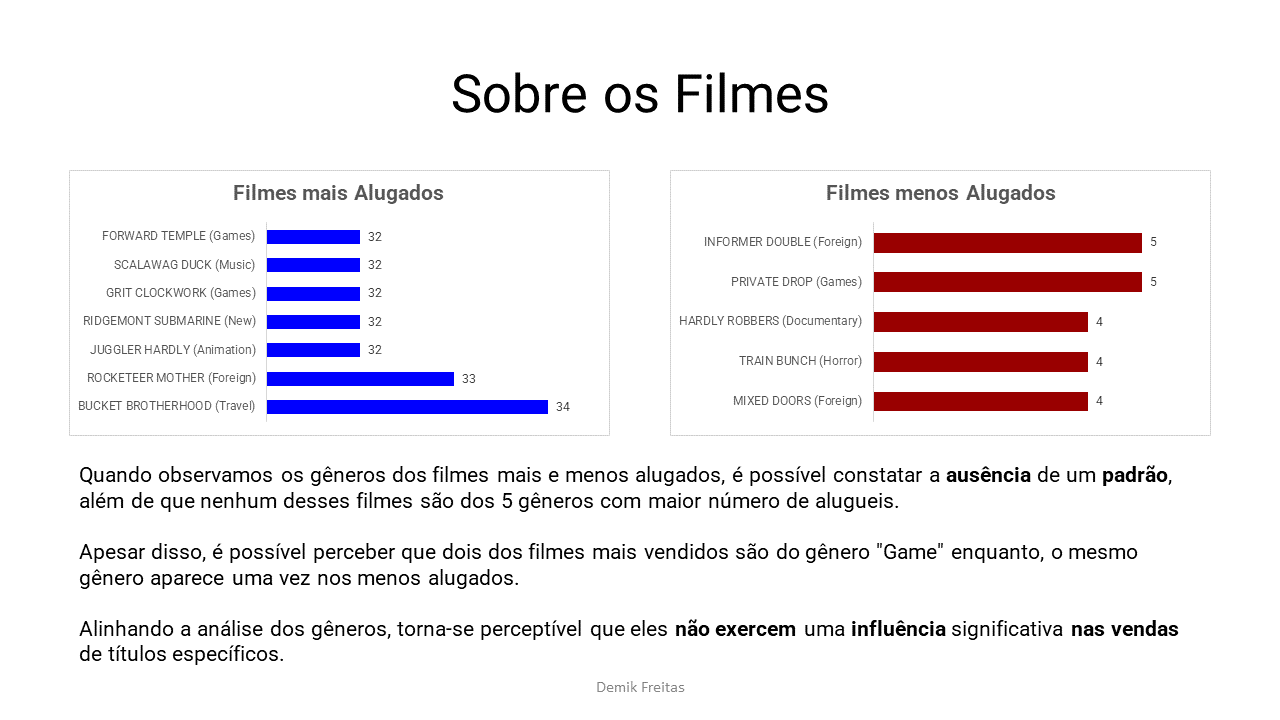 Sobre os Filmes
Filmes mais Alugados
FORWARD TEMPLE (Games) 32
SCALAWAG DUCK (Music) 32
GRIT CLOCKWORK (Games) 32
RIDGEMONT SUBMARINE (New) 32
JUGGLER HARDLY (Animation) 32
ROCKETEER MOTHER (Foreign) 33
BUCKET BROTHERHOOD (Travel) 34
Filmes menos Alugados
INFORMER DOUBLE (Foreign) 5
PRIVATE DROP (Games) 5
HARDLY ROBBERS (Documentary) 4
TRAIN BUNCH (Horror) 4
MIXED DOORS (Foreign) 4
Quando observamos os gêneros dos filmes mais e menos alugados, é possível constatar a ausência de um padrão,
além de que nenhum desses filmes são dos 5 gêneros com maior número de alugueis.
Apesar disso, é possível perceber que dois dos filmes mais vendidos são do gênero "Game" enquanto, o mesmo
gênero aparece uma vez nos menos alugados.
Alinhando a análise dos gêneros, torna-se perceptível que eles não exercem uma influência significativa nas vendas
de títulos específicos.
Demik Freitas